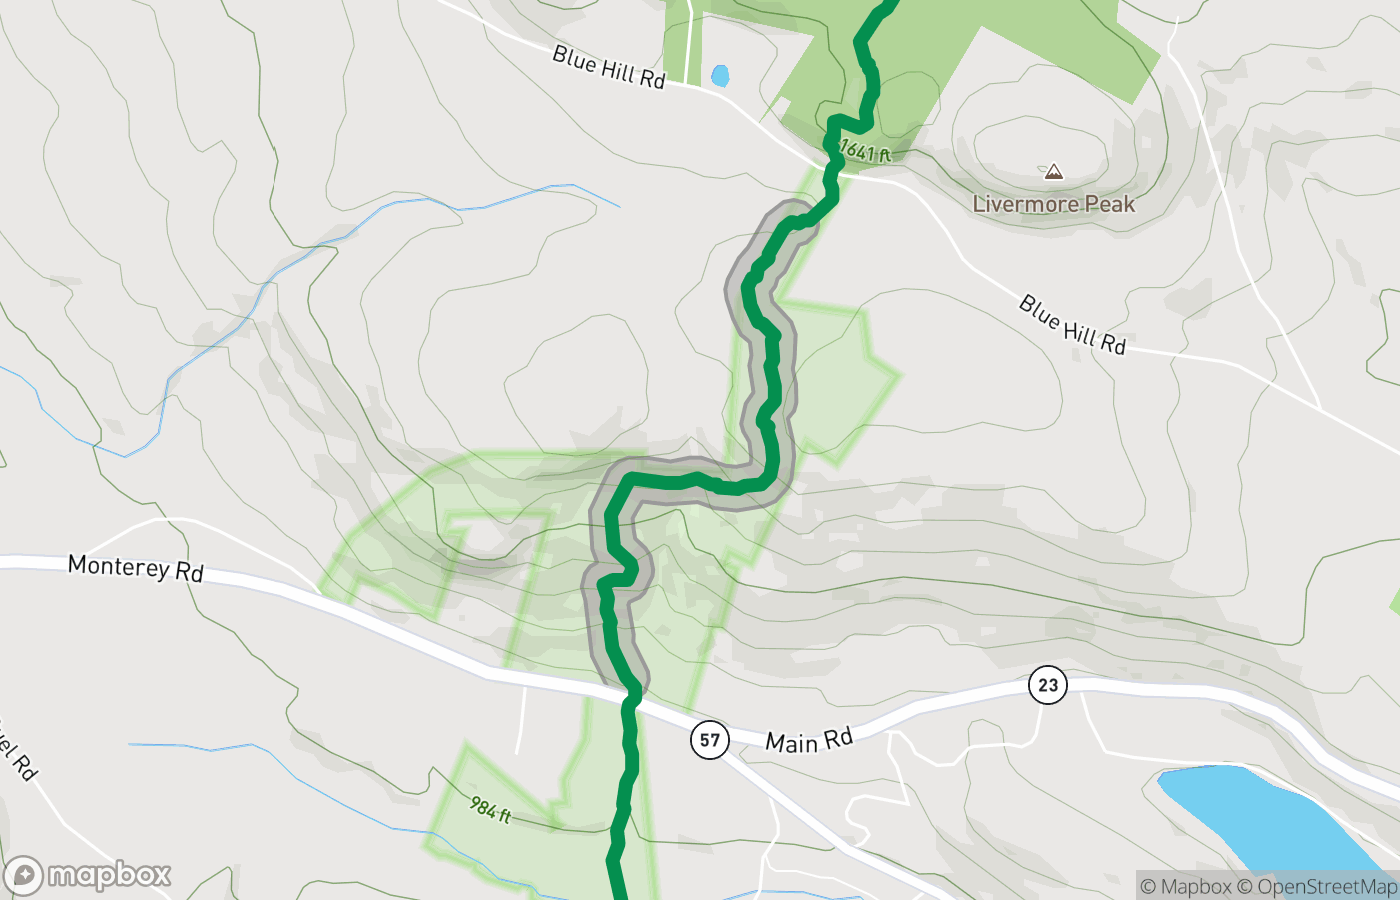 Blue Hill Rd
1641 ft
Livermore Peak
Blue Hill Rd
Monterey Rd
23
57
Main Rd
984 ft
mapbox
© Mapbox © OpenStreetMap